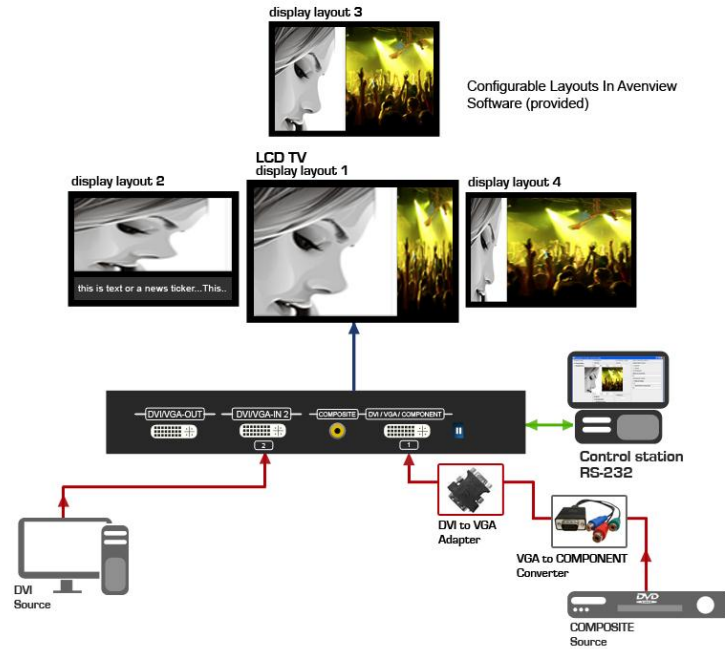 display layout 3
Configurable Layouts In Avenview
Software (provided)
LCD TV
display layout 1
display layout 2
display layout 4
this is text or a news ticker...This..
DVI/VGA-OUT
DVI/VGA-IN 2
COMPOSITE
DVI / VGA / COMPONENT
2
1
Control station
RS-232
DVI to VGA
Adapter
VGA to COMPONENT
Converter
DVI
Source
DVD
COMPOSITE
Source